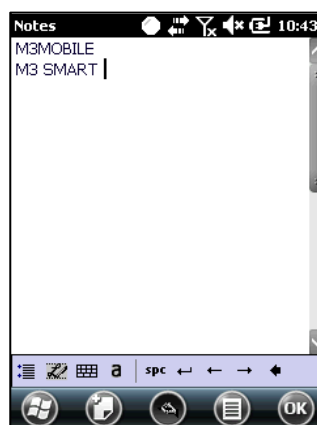 Notes 10:43
M3MOBILE
M3 SMART
a spc
OK